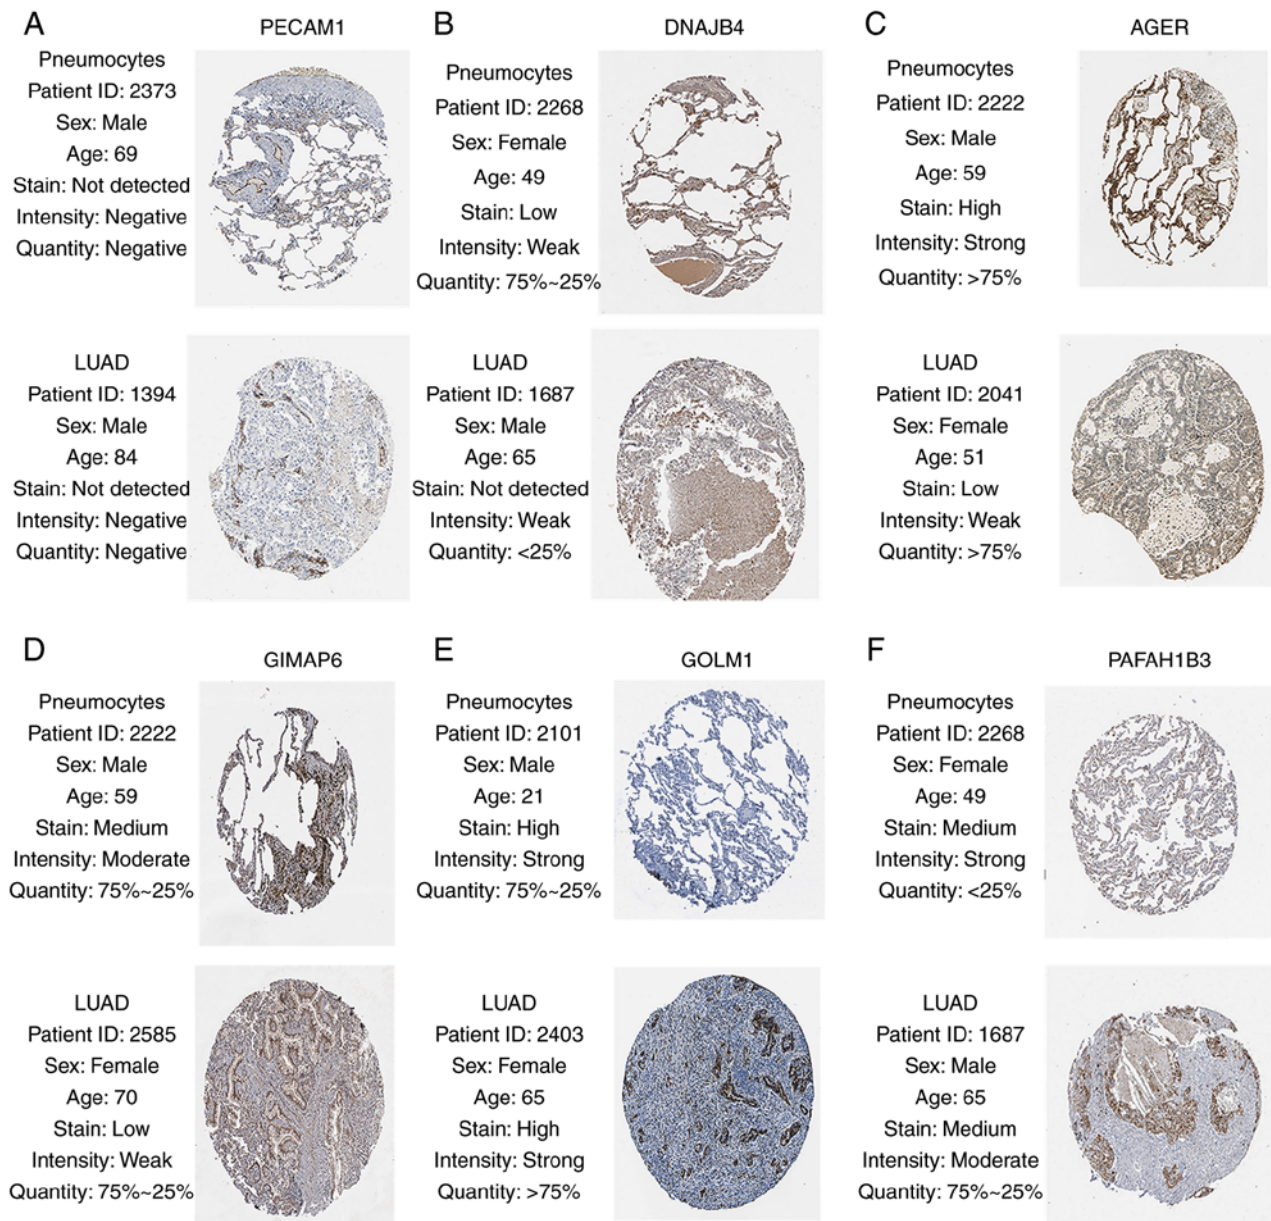 A
PECAM1
Pneumocytes
Patient ID: 2373
Sex: Male
Age: 69
Stain: Not detected
Intensity: Negative
Quantity: Negative
LUAD
Patient ID: 1394
Sex: Male
Age: 84
Stain: Not detected
Intensity: Negative
Quantity: Negative
B
DNAJB4
Pneumocytes
Patient ID: 2268
Sex: Female
Age: 49
Stain: Low
Intensity: Weak
Quantity: 75%~25%
LUAD
Patient ID: 1687
Sex: Male
Age: 65
Stain: Not detected
Intensity: Weak
Quantity: <25%
C
AGER
Pneumocytes
Patient ID: 2222
Sex: Male
Age: 59
Stain: High
Intensity: Strong
Quantity: >75%
LUAD
Patient ID: 2041
Sex: Female
Age: 51
Stain: Low
Intensity: Weak
Quantity: >75%
D
GIMAP6
Pneumocytes
Patient ID: 2222
Sex: Male
Age: 59
Stain: Medium
Intensity: Moderate
Quantity: 75%~25%
LUAD
Patient ID: 2585
Sex: Female
Age: 70
Stain: Low
Intensity: Weak
Quantity: 75%~25%
E
GOLM1
Pneumocytes
Patient ID: 2101
Sex: Male
Age: 21
Stain: High
Intensity: Strong
Quantity: 75%~25%
LUAD
Patient ID: 2403
Sex: Female
Age: 65
Stain: High
Intensity: Strong
Quantity: >75%
F
PAFAH1B3
Pneumocytes
Patient ID: 2268
Sex: Female
Age: 49
Stain: Medium
Intensity: Strong
Quantity: <25%
LUAD
Patient ID: 1687
Sex: Male
Age: 65
Stain: Medium
Intensity: Moderate
Quantity: 75%~25%